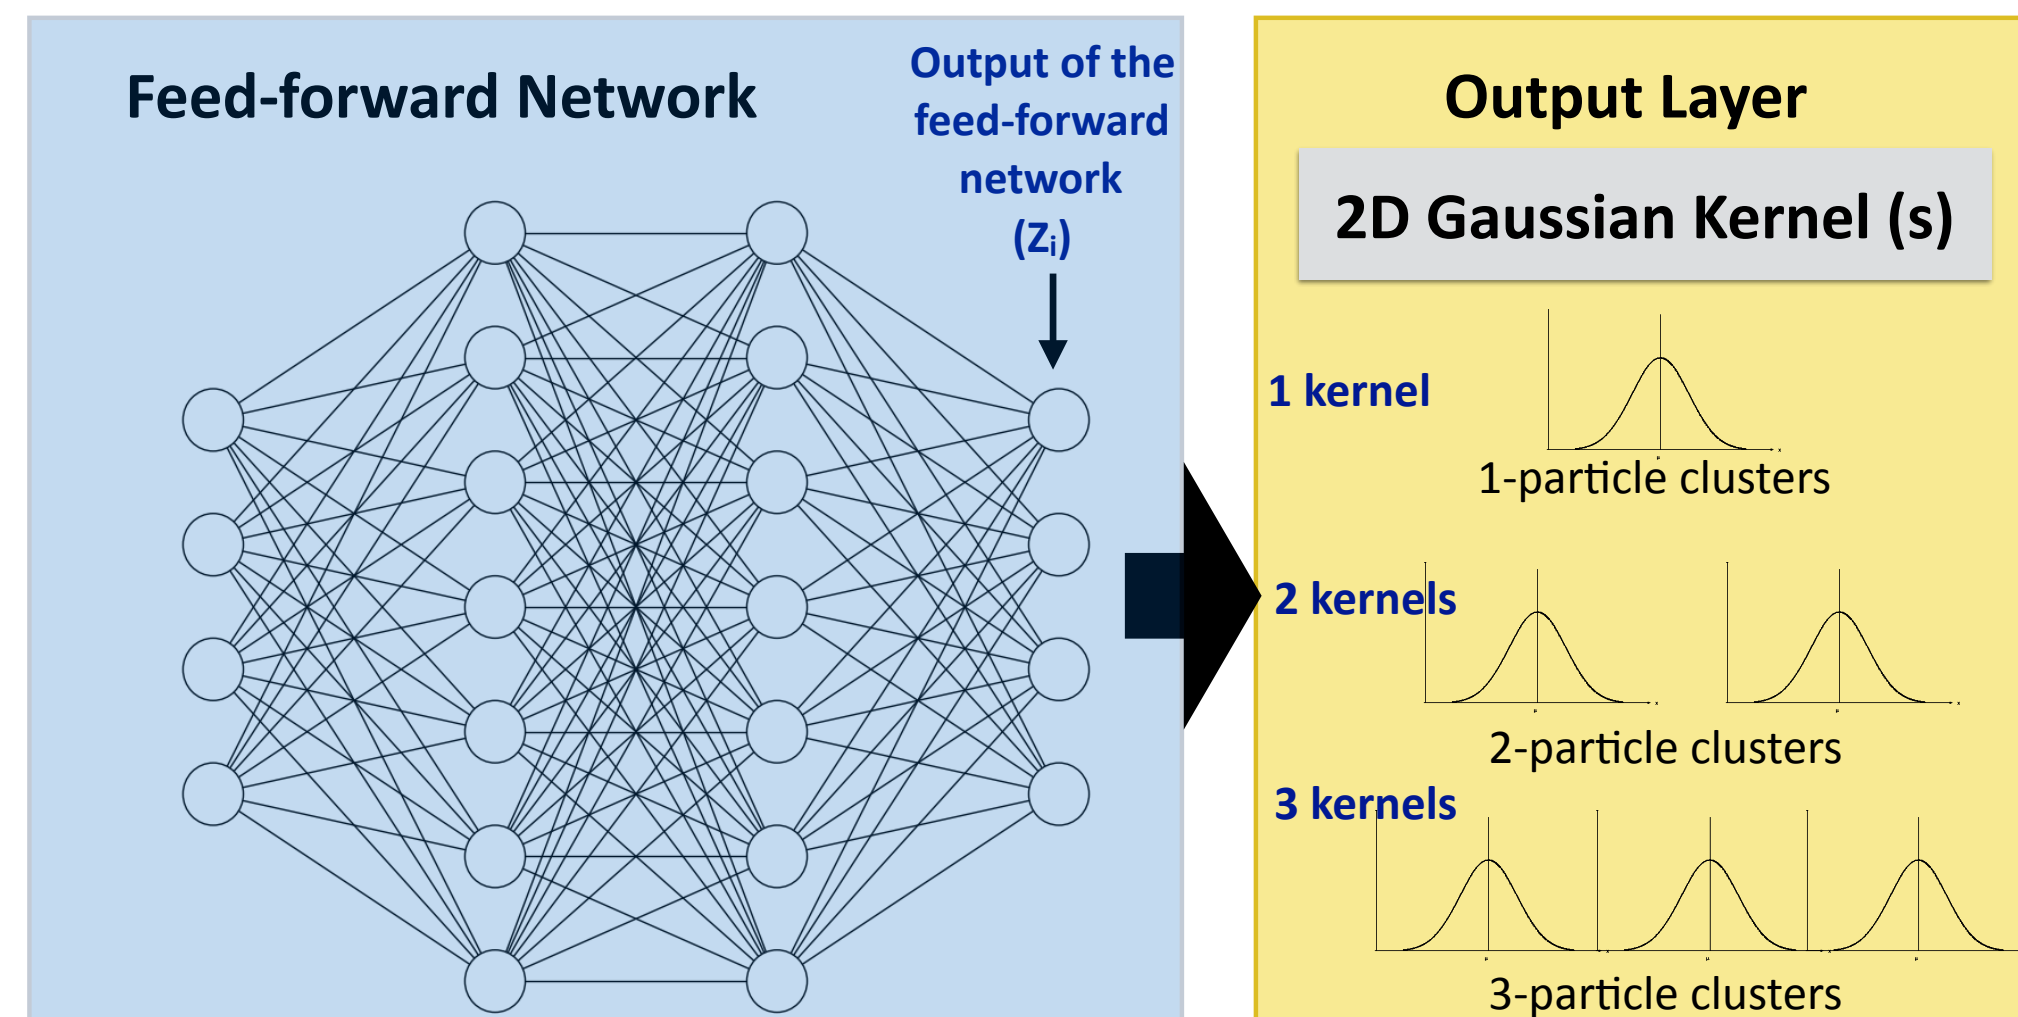 Feed-forward Network
Output of the
feed-forward
network
(Zᵢ)
Output Layer
2D Gaussian Kernel (s)
1 kernel
μ
x
1-particle clusters
2 kernels
μ
x
μ
x
2-particle clusters
3 kernels
μ
x
μ
x
μ
3-particle clusters